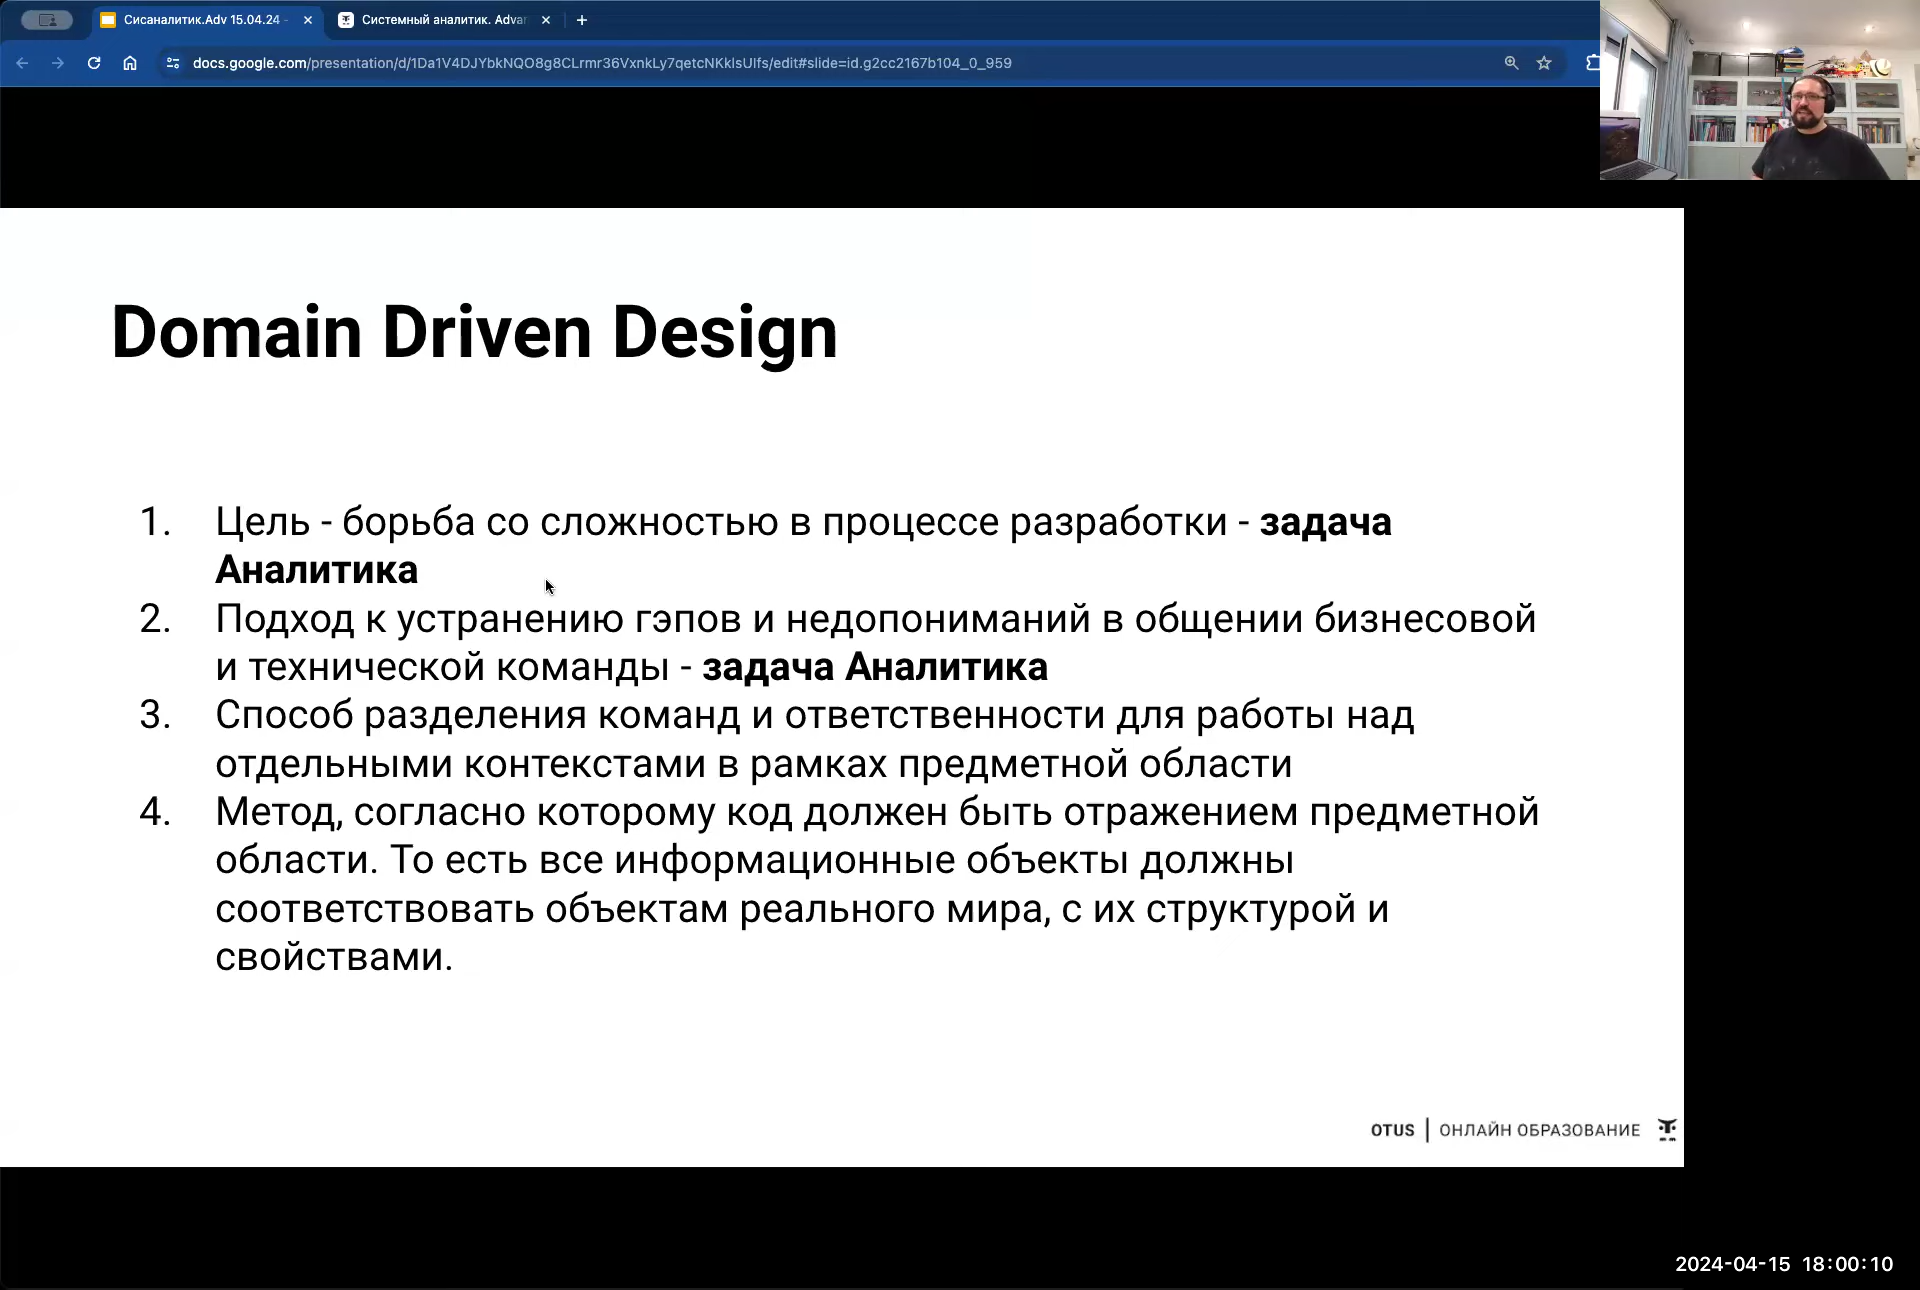 Сисаналитик.Adv 15.04.24 -
Системный аналитик. Adva
docs.google.com/presentation/d/1Da1V4DJYbkNQO8g8CLrmr36VxnkLy7qetcNKklsUlfs/edit#slide=id.g2cc2167b104_0_959
Domain Driven Design
1. Цель - борьба со сложностью в процессе разработки - задача
Аналитика
2. Подход к устранению гэпов и недопониманий в общении бизнесовой
и технической команды - задача Аналитика
3. Способ разделения команд и ответственности для работы над
отдельными контекстами в рамках предметной области
4. Метод, согласно которому код должен быть отражением предметной
области. То есть все информационные объекты должны
соответствовать объектам реального мира, с их структурой и
свойствами.
OTUS | ОНЛАЙН ОБРАЗОВАНИЕ
2024-04-15 18:00:10